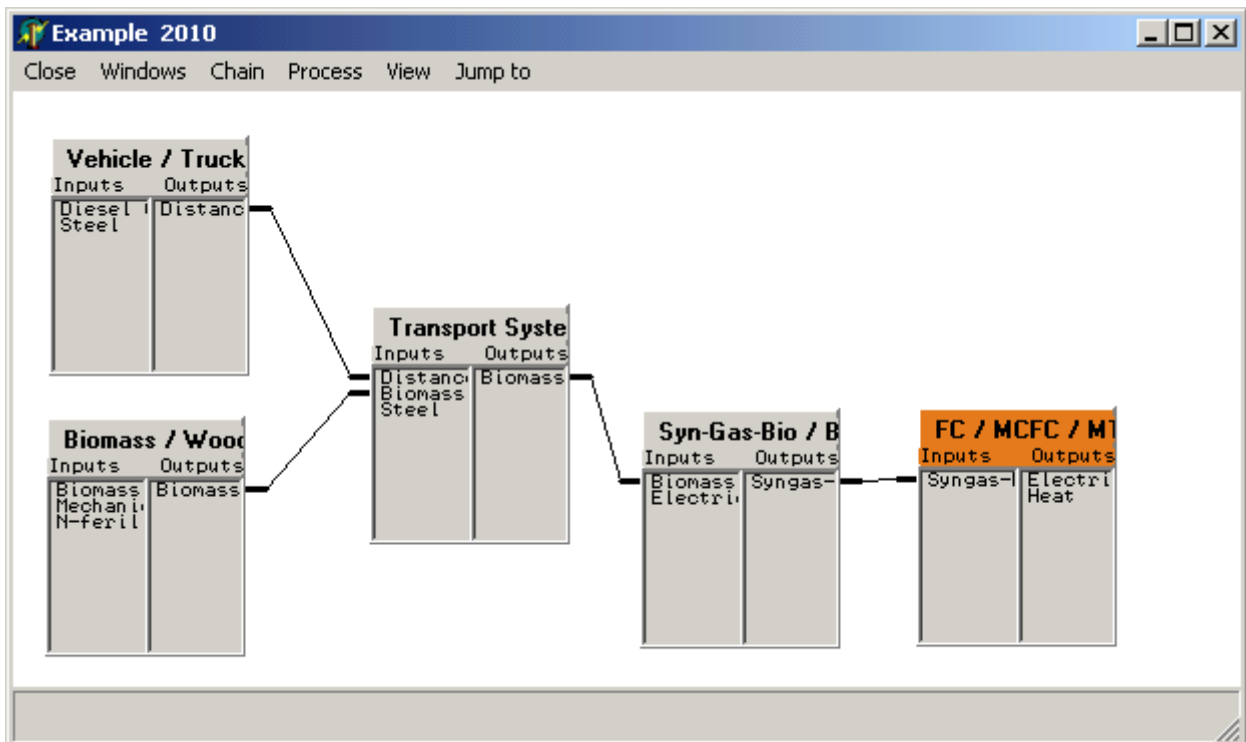 Example 2010
Close Windows Chain Process View Jump to
Vehicle / Truck
Inputs Outputs
Diesel Distanc
Steel
Transport Syste
Inputs Outputs
Distanc Biomass
Biomass
Steel
Biomass / Wood
Inputs Outputs
Biomass Biomass
Mechani
N-feril
Syn-Gas-Bio / B
Inputs Outputs
Biomass Syngas-
Electri
FC / MCFC / MT
Inputs Outputs
Syngas- Electri
Heat